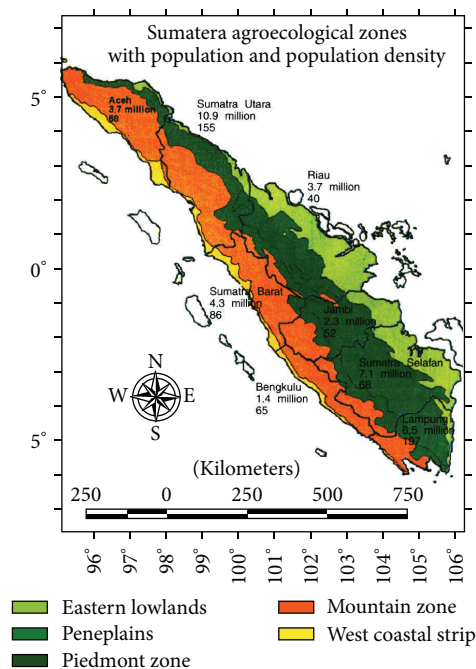 Sumatera agroecological zones
with population and population density
5°
0°
5°
Aceh
3.7 million
68
Sumatra Utara
10.9 million
155
Riau
3.7 million
40
Sumatra Barat
4.3 million
86
Jambi
2.3 million
52
Sumatra Selafan
7.1 million
68
Bengkulu
1.4 million
65
Lampung
6.5 million
197
N
W E
S
(Kilometers)
250 0 250 500 750
96° 97° 98° 99° 100° 101° 102° 103° 104° 105° 106°
Eastern lowlands
Peneplains
Piedmont zone
Mountain zone
West coastal strip